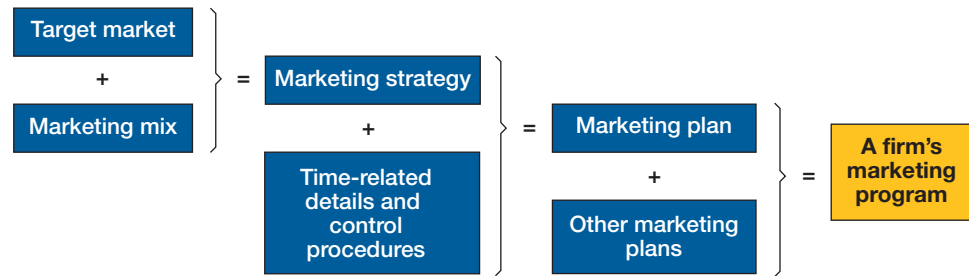 Target market
+
Marketing mix
=
Marketing strategy
+
Time-related
details and
control
procedures
=
Marketing plan
+
Other marketing
plans
=
A firm's
marketing
program